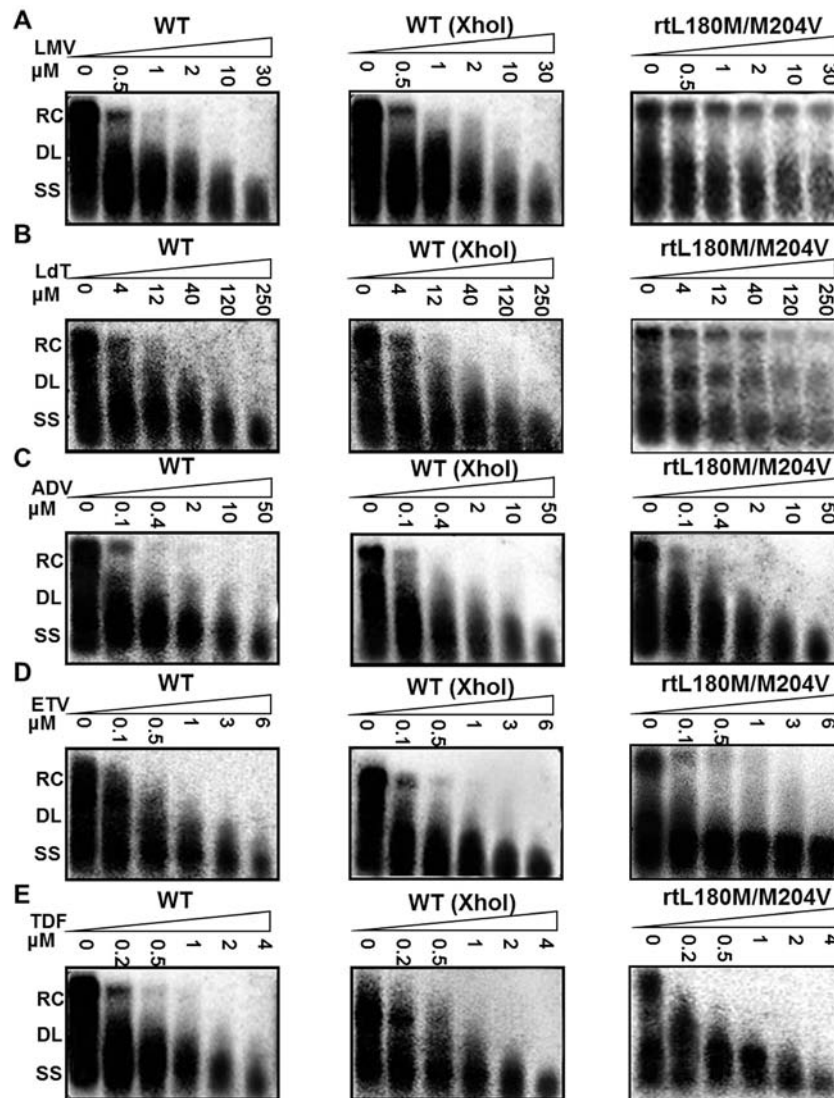 A
WT WT (XhoI) rtL180M/M204V
LMV
µM 0 0.5 1 2 10 30 0 0.5 1 2 10 30 0 0.5 1 2 10 30
RC
DL
SS
B
WT WT (XhoI) rtL180M/M204V
LdT
µM 0 4 12 40 120 250 0 4 12 40 120 250 0 4 12 40 120 250
RC
DL
SS
C
WT WT (XhoI) rtL180M/M204V
ADV
µM 0 0.1 0.4 2 10 50 0 0.1 0.4 2 10 50 0 0.1 0.4 2 10 50
RC
DL
SS
D
WT WT (XhoI) rtL180M/M204V
ETV
µM 0 0.1 0.5 1 3 6 0 0.1 0.5 1 3 6 0 0.1 0.5 1 3 6
RC
DL
SS
E
WT WT (XhoI) rtL180M/M204V
TDF
µM 0 0.2 0.5 1 2 4 0 0.2 0.5 1 2 4 0 0.2 0.5 1 2 4
RC
DL
SS